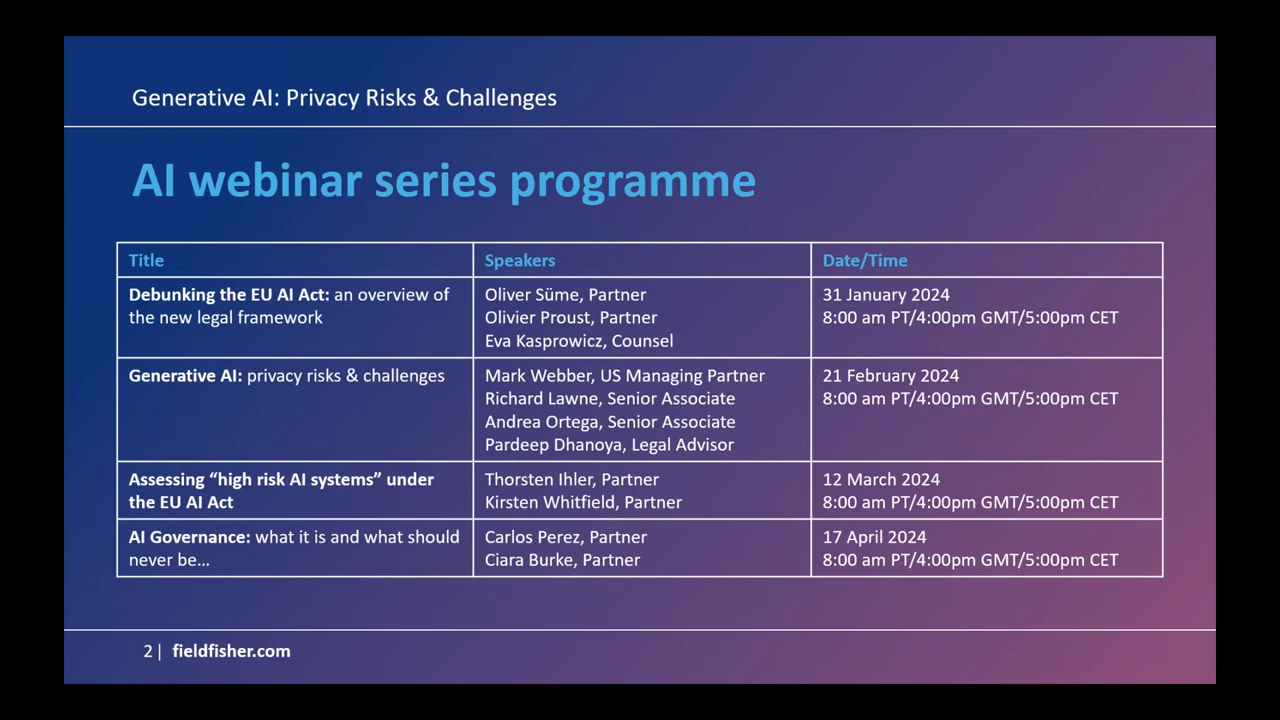 Generative AI: Privacy Risks & Challenges
AI webinar series programme
Title
Speakers
Date/Time
Debunking the EU AI Act: an overview of
the new legal framework
Oliver Süme, Partner
Olivier Proust, Partner
Eva Kasprowicz, Counsel
31 January 2024
8:00 am PT/4:00pm GMT/5:00pm CET
Generative AI: privacy risks & challenges
Mark Webber, US Managing Partner
Richard Lawne, Senior Associate
Andrea Ortega, Senior Associate
Pardeep Dhanoya, Legal Advisor
21 February 2024
8:00 am PT/4:00pm GMT/5:00pm CET
Assessing “high risk AI systems” under
the EU AI Act
Thorsten Ihler, Partner
Kirsten Whitfield, Partner
12 March 2024
8:00 am PT/4:00pm GMT/5:00pm CET
AI Governance: what it is and what should
never be…
Carlos Perez, Partner
Ciara Burke, Partner
17 April 2024
8:00 am PT/4:00pm GMT/5:00pm CET
2 | fieldfisher.com